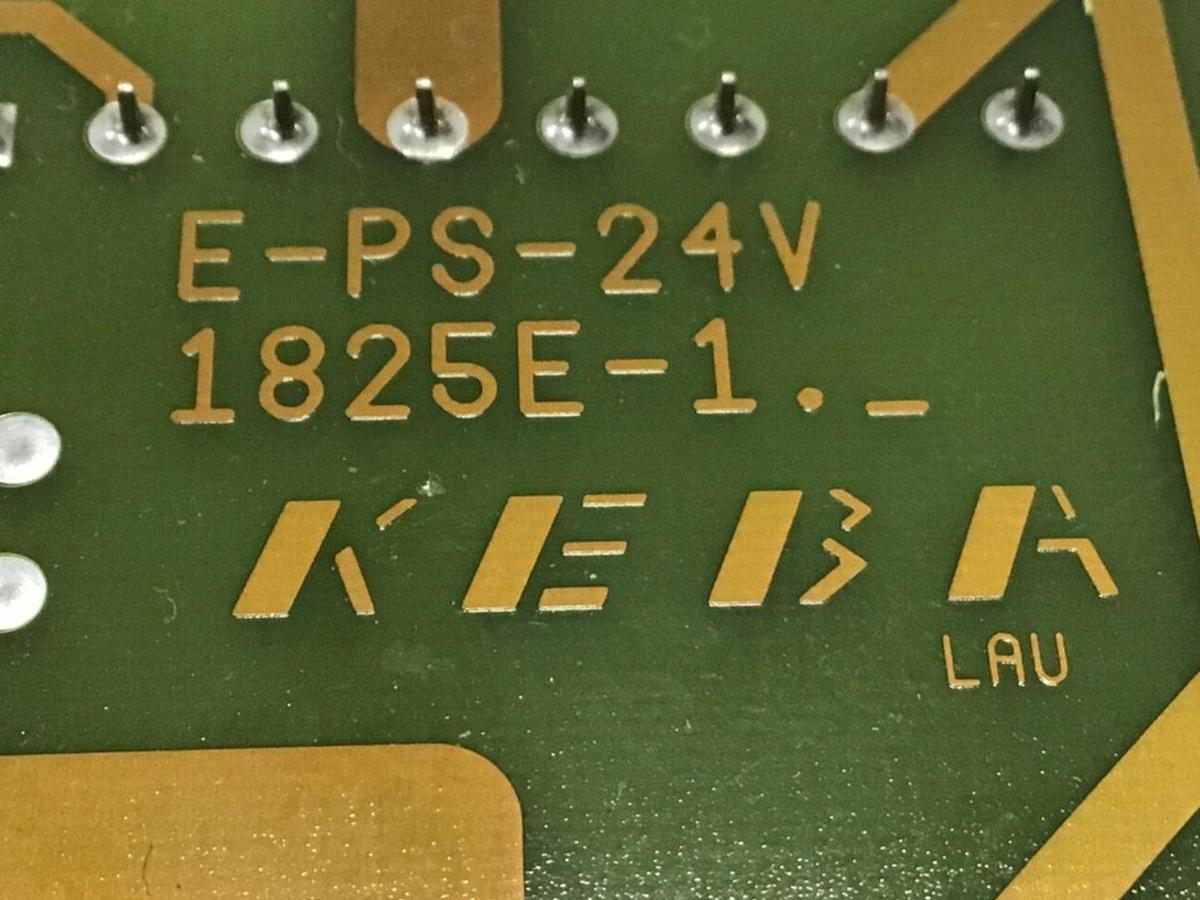 E-PS-24V
1825E-1._
KEBA
LAU